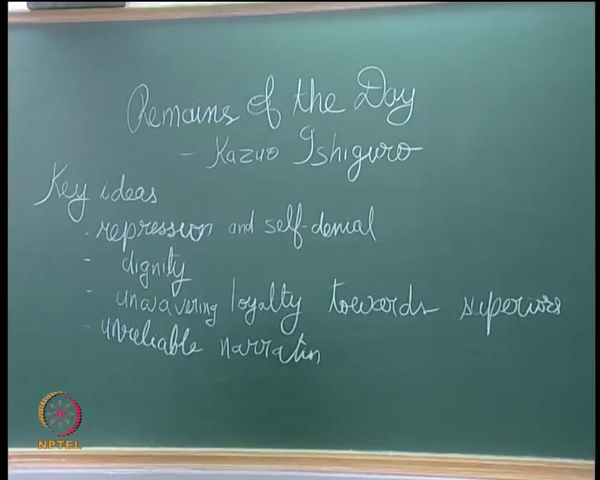 Remains of the Day
- Kazuo Ishiguro
Key ideas
. repression and self-denial
- dignity
- unwavering loyalty towards superiors
- unreliable narration
NPTEL